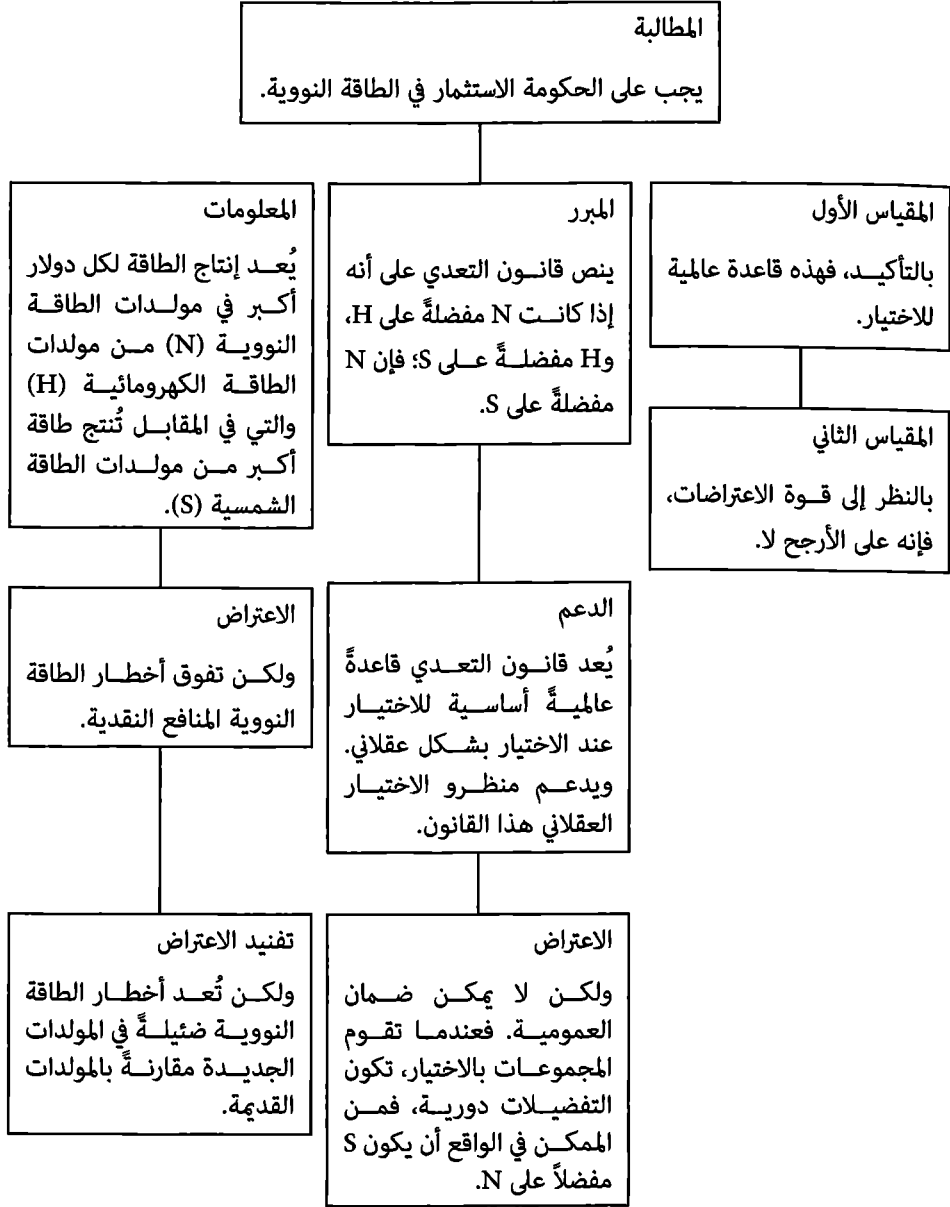 المطالبة
يجب على الحكومة الاستثمار في الطاقة النووية.
المقياس الأول
بالتأكيد، فهذه قاعدة عالمية
للاختيار.
المقياس الثاني
بالنظر إلى قوة الاعتراضات،
فإنه على الأرجح لا.
المبرر
ينص قانون التعدي على أنه
إذا كانت N مفضلةً على H،
وH مفضلةً على S؛ فإن N
مفضلةً على S.
الدعم
يُعد قانون التعدي قاعدةً
عالميةً أساسية للاختيار
عند الاختيار بشكل عقلاني.
ويدعم منظرو الاختيار
العقلاني هذا القانون.
الاعتراض
ولكن لا يمكن ضمان
العمومية. فعندما تقوم
المجموعات بالاختيار، تكون
التفضيلات دورية، فمن
الممكن في الواقع أن يكون S
مفضلاً على N.
المعلومات
يُعد إنتاج الطاقة لكل دولار
أكبر في مولدات الطاقة
النووية (N) من مولدات
الطاقة الكهرومائية (H)
والتي في المقابل تُنتج طاقة
أكبر من مولدات الطاقة
الشمسية (S).
الاعتراض
ولكن تفوق أخطار الطاقة
النووية المنافع النقدية.
تفنيد الاعتراض
ولكن تُعد أخطار الطاقة
النووية ضئيلةً في المولدات
الجديدة مقارنةً بالمولدات
القديمة.